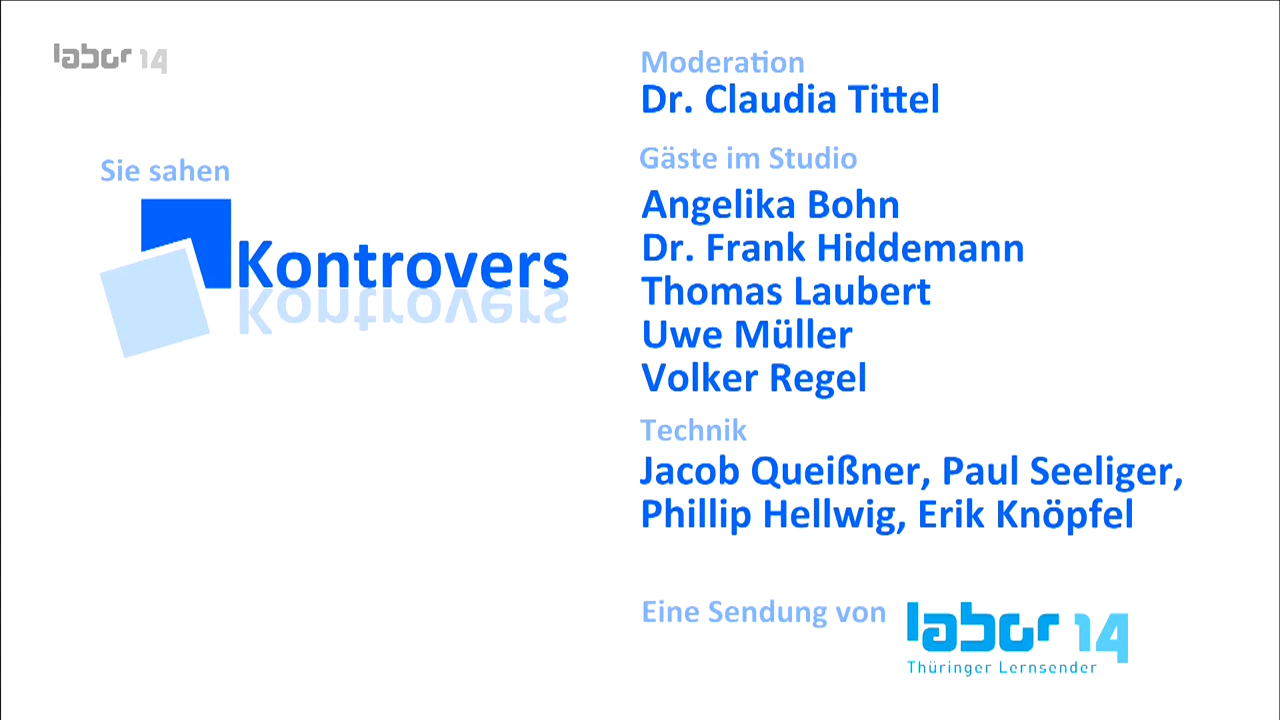 labor 14
Sie sahen
Kontrovers
Moderation
Dr. Claudia Tittel
Gäste im Studio
Angelika Bohn
Dr. Frank Hiddemann
Thomas Laubert
Uwe Müller
Volker Regel
Technik
Jacob Queißner, Paul Seeliger,
Phillip Hellwig, Erik Knöpfel
Eine Sendung von
labor 14
Thüringer Lernsender